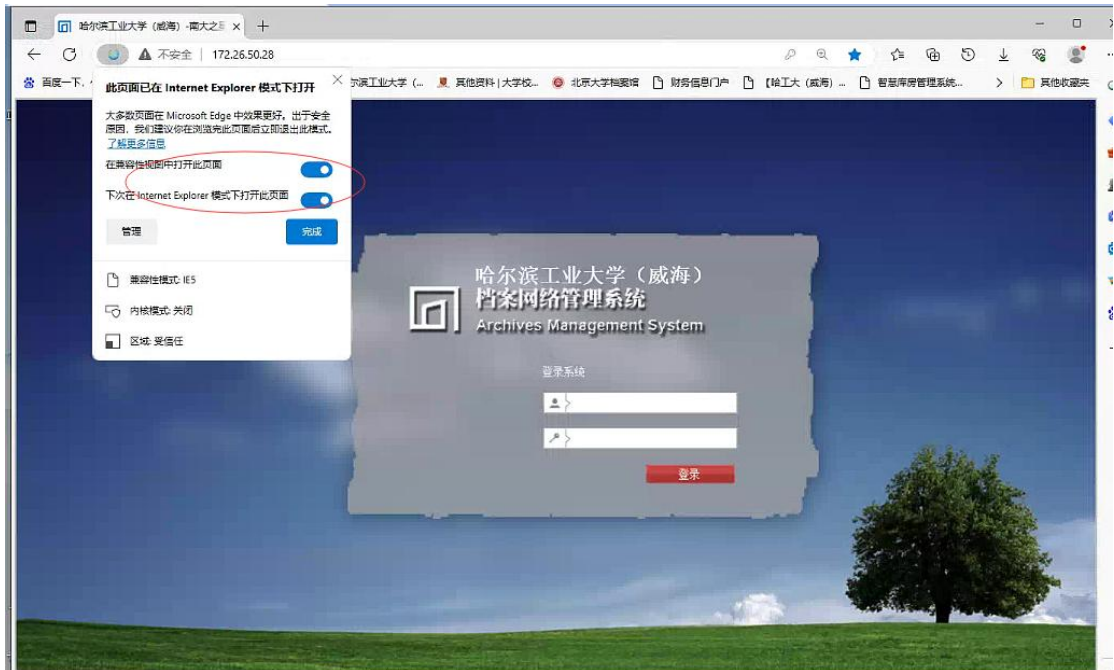 哈尔滨工业大学（威海）-南大之
不安全 | 172.26.50.28
百度一下，
尔滨工业大学 (...
其他资料 | 大学校...
北京大学档案馆
财务信息门户
【哈工大（威海）...
智慧库房管理系统...
其他收藏夹
此页面已在 Internet Explorer 模式下打开
大多数页面在 Microsoft Edge 中效果更好。出于安全
原因，我们建议你在浏览完此页面后立即退出此模式。
了解更多信息
在兼容性视图中打开此页面
下次在 Internet Explorer 模式下打开此页面
管理
完成
兼容性模式: IE5
内核模式: 关闭
区域: 受信任
哈尔滨工业大学（威海）
档案网络管理系统
Archives Management System
登录系统
登录